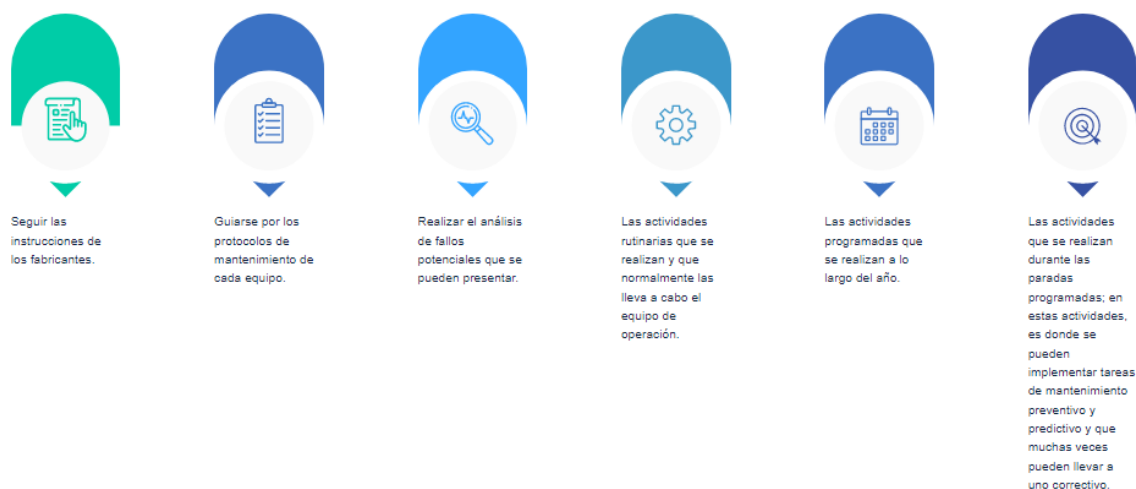 Seguir las
instrucciones de
los fabricantes.
Guiarse por los
protocolos de
mantenimiento de
cada equipo.
Realizar el análisis
de fallos
potenciales que se
pueden presentar.
Las actividades
rutinarias que se
realizan y que
normalmente las
lleva a cabo el
equipo de
operación.
Las actividades
programadas que
se realizan a lo
largo del año.
Las actividades
que se realizan
durante las
paradas
programadas; en
estas actividades,
es donde se
pueden
implementar tareas
de mantenimiento
preventivo y
predictivo y que
muchas veces
pueden llevar a
uno correctivo.